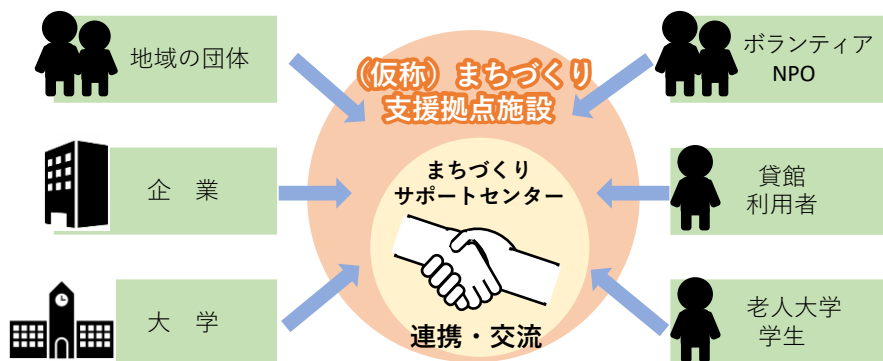 地域の団体
企　業
大　学
（仮称）まちづくり
支援拠点施設
まちづくり
サポートセンター
連携・交流
ボランティア
NPO
貸館
利用者
老人大学
学生